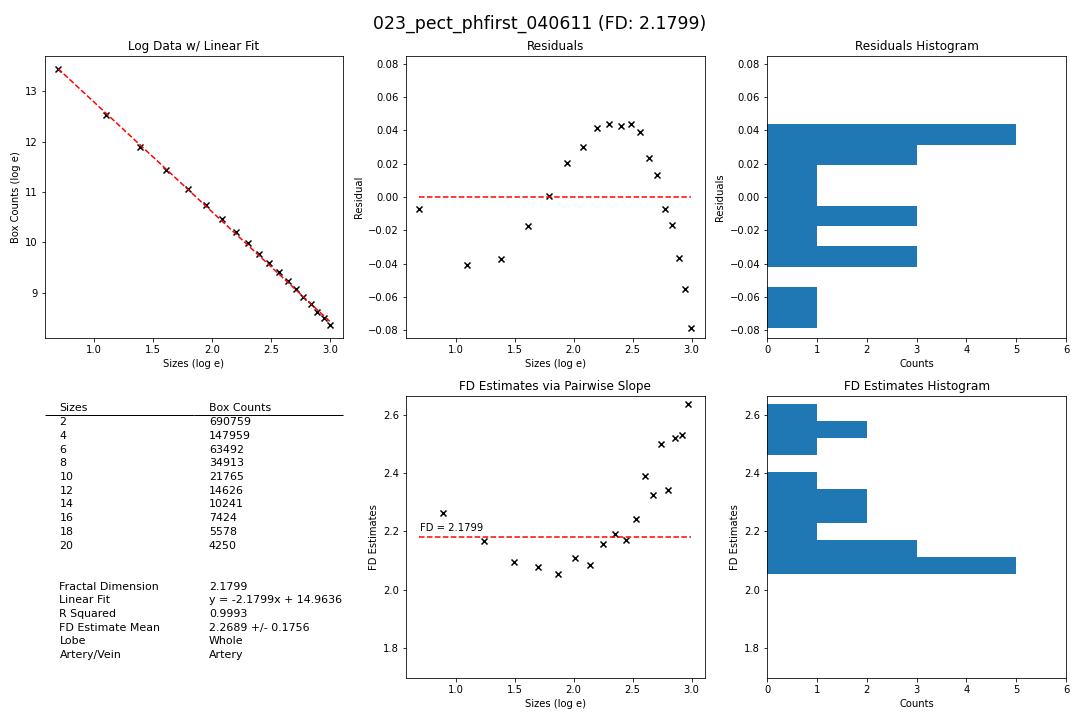 023_pect_phfirst_040611 (FD: 2.1799)
Log Data w/ Linear Fit
Box Counts (log e)
13
12
11
10
9
1.0 1.5 2.0 2.5 3.0
Sizes (log e)
Residuals
Residual
0.08
0.06
0.04
0.02
0.00
−0.02
−0.04
−0.06
−0.08
1.0 1.5 2.0 2.5 3.0
Sizes (log e)
Residuals Histogram
Residuals
0.08
0.06
0.04
0.02
0.00
−0.02
−0.04
−0.06
−0.08
0 1 2 3 4 5 6
Counts
Sizes Box Counts
2 690759
4 147959
6 63492
8 34913
10 21765
12 14626
14 10241
16 7424
18 5578
20 4250
Fractal Dimension 2.1799
Linear Fit y = -2.1799x + 14.9636
R Squared 0.9993
FD Estimate Mean 2.2689 +/- 0.1756
Lobe Whole
Artery/Vein Artery
FD Estimates via Pairwise Slope
FD Estimates
2.6
2.4
2.2
2.0
1.8
FD = 2.1799
1.0 1.5 2.0 2.5 3.0
Sizes (log e)
FD Estimates Histogram
FD Estimates
2.6
2.4
2.2
2.0
1.8
0 1 2 3 4 5 6
Counts